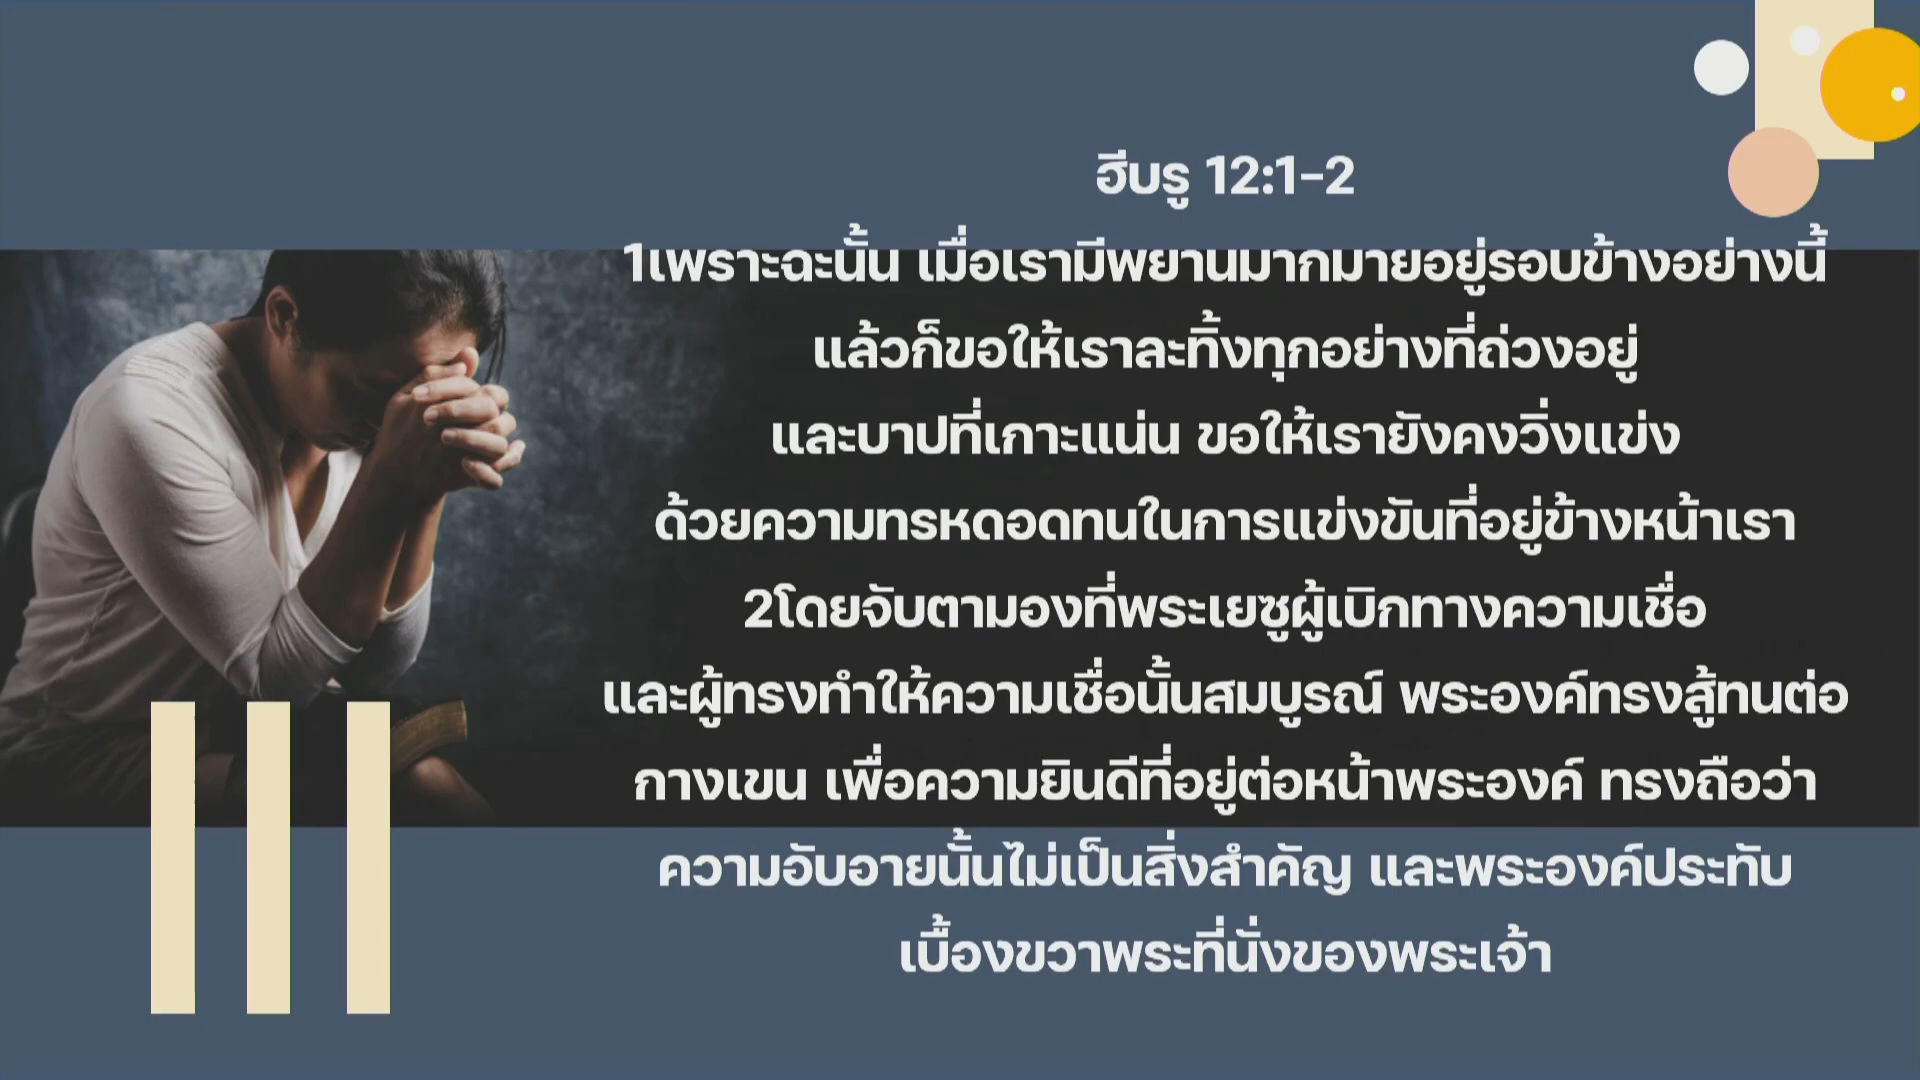 ฮีบรู 12:1-2
1เพราะฉะนั้น เมื่อเรามีพยานมากมายอยู่รอบข้างอย่างนี้
แล้วก็ขอให้เราละทิ้งทุกอย่างที่ถ่วงอยู่
และบาปที่เกาะแน่น ขอให้เรายังคงวิ่งแข่ง
ด้วยความทรหดอดทนในการแข่งขันที่อยู่ข้างหน้าเรา
2โดยจับตามองที่พระเยซูผู้เบิกทางความเชื่อ
และผู้ทรงทำให้ความเชื่อนั้นสมบูรณ์ พระองค์ทรงสู้ทนต่อ
กางเขน เพื่อความยินดีที่อยู่ต่อหน้าพระองค์ ทรงถือว่า
ความอับอายนั้นไม่เป็นสิ่งสำคัญ และพระองค์ประทับ
เบื้องขวาพระที่นั่งของพระเจ้า